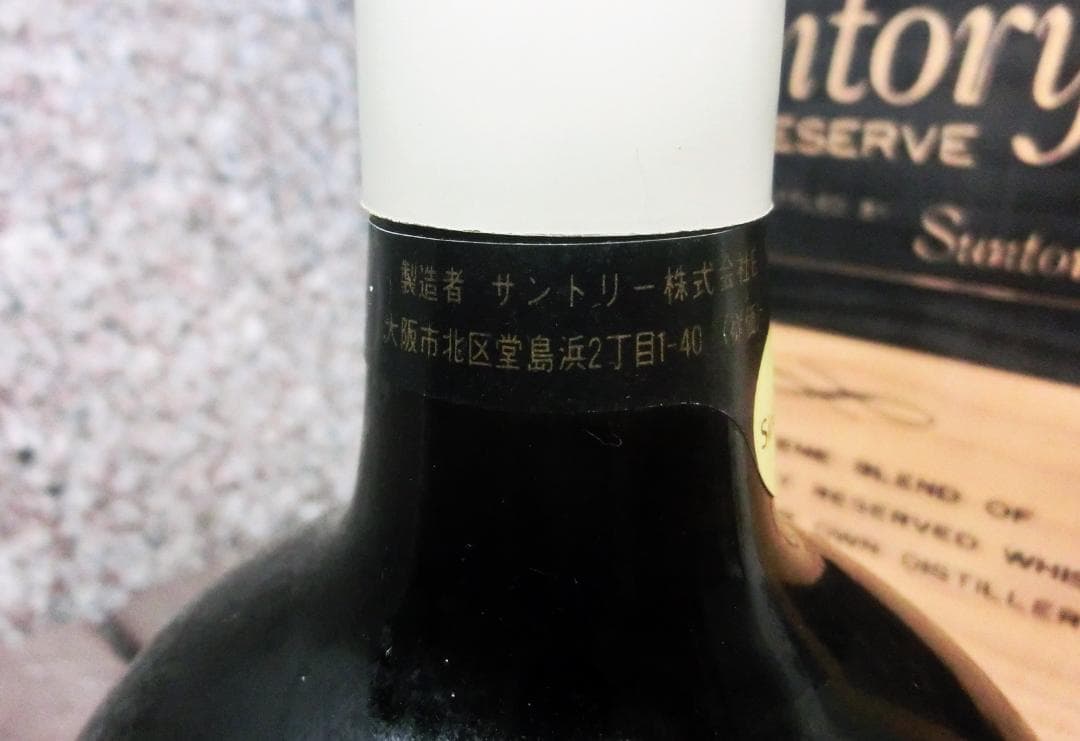 ntory
RESERVE
Suntor
製造者 サントリー株式会社
大阪市北区堂島浜2丁目1-40
BLEND OF
RESERVED WHIS
OWN DISTILLER